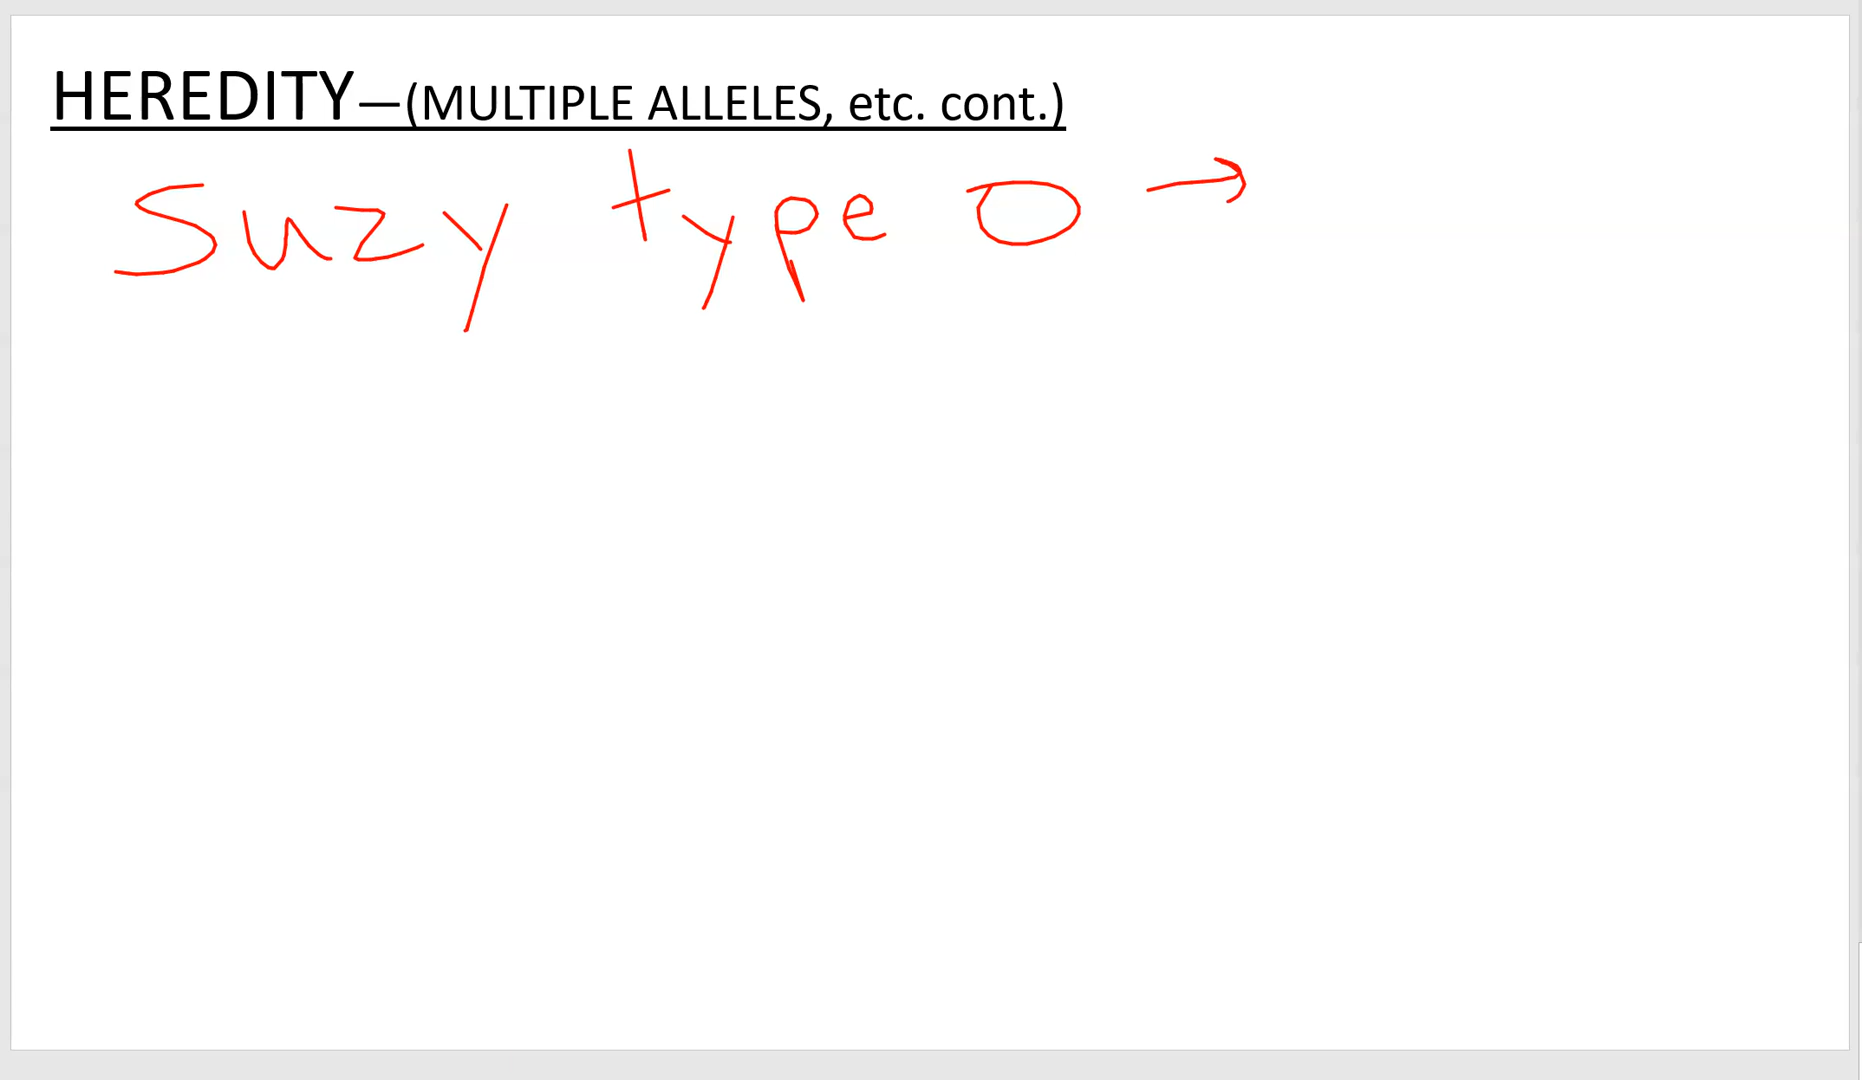 HEREDITY—(MULTIPLE ALLELES, etc. cont.)
Suzy type O →